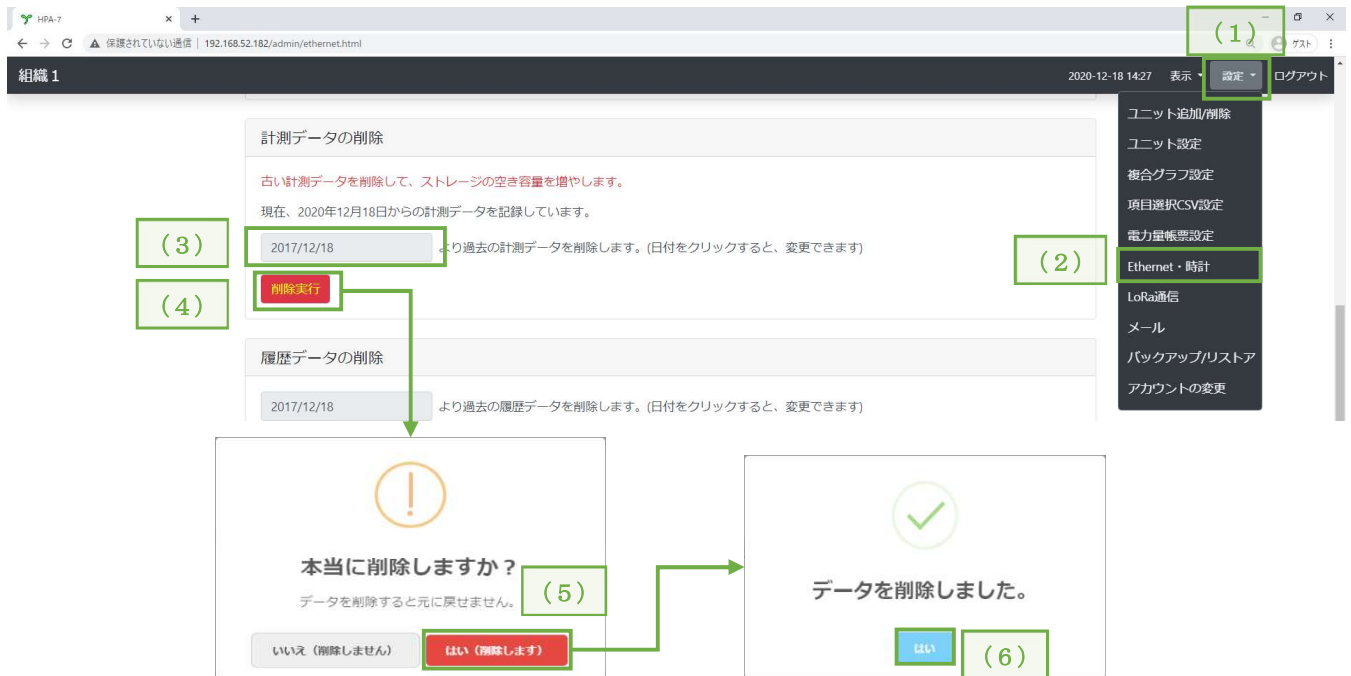 HPA-7
保護されていない通信 | 192.168.52.182/admin/ethernet.html
ゲスト
(1)
組織 1
2020-12-18 14:27 表示 設定 ログアウト
ユニット追加/削除
ユニット設定
複合グラフ設定
項目選択CSV設定
電力量帳票設定
(2)
Ethernet・時計
LoRa通信
メール
バックアップ/リストア
アカウントの変更
計測データの削除
古い計測データを削除して、ストレージの空き容量を増やします。
現在、2020年12月18日からの計測データを記録しています。
(3)
2017/12/18 より過去の計測データを削除します。(日付をクリックすると、変更できます)
(4)
削除実行
履歴データの削除
2017/12/18 より過去の履歴データを削除します。(日付をクリックすると、変更できます)
本当に削除しますか？
データを削除すると元に戻せません。
(5)
いいえ（削除しません） はい（削除します）
データを削除しました。
はい
(6)